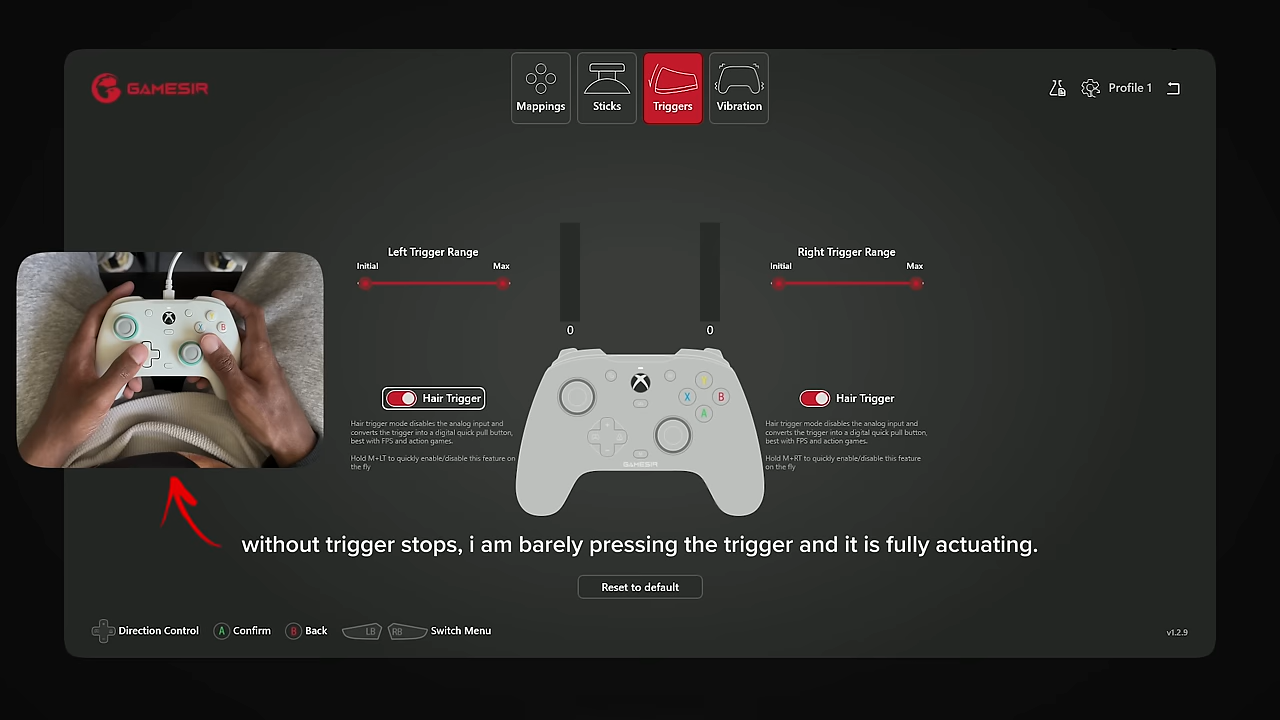 GAMESIR
Mappings
Sticks
Triggers
Vibration
Profile 1
Left Trigger Range
Initial Max
Right Trigger Range
Initial Max
0
0
Hair Trigger
Hair trigger mode disables the analog input and
converts the trigger into a digital quick pull button,
best with FPS and action games.
Hold M+LT to quickly enable/disable this feature on
the fly
Y
X
B
A
GAMESIR
Hair Trigger
Hair trigger mode disables the analog input and
converts the trigger into a digital quick pull button,
best with FPS and action games.
Hold M+RT to quickly enable/disable this feature
on the fly
X
B
without trigger stops, i am barely pressing the trigger and it is fully actuating.
Reset to default
Direction Control A Confirm B Back LB RB Switch Menu
v1.2.9